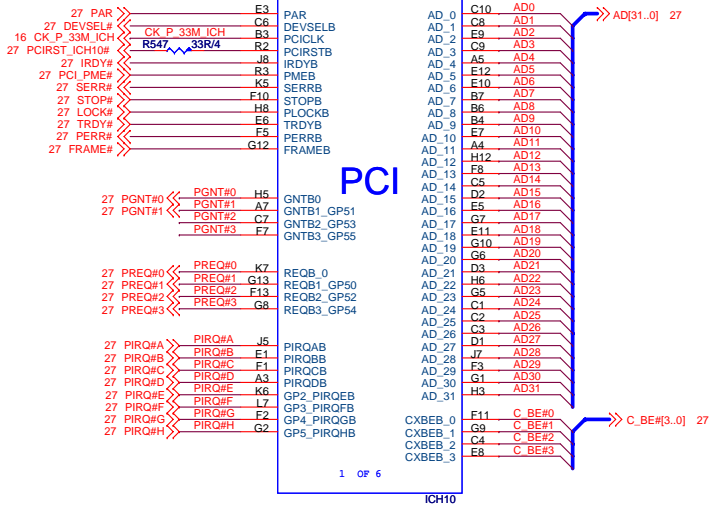 27 PAR E3 PAR AD_0 C10 AD0 AD[31..0] 27
27 DEVSEL# C6 DEVSELB AD_1 C8 AD1
16 CK_P_33M_ICH CK_P_33M_ICH B3 PCICLK AD_2 E9 AD2
27 PCIRST_ICH10# R547 33R/4 R2 PCIRSTB AD_3 C9 AD3
27 IRDY# J8 IRDYB AD_4 A5 AD4
27 PCI_PME# R3 PMEB AD_5 E12 AD5
27 SERR# K5 SERRB AD_6 E10 AD6
27 STOP# F10 STOPB AD_7 B7 AD7
27 LOCK# H8 PLOCKB AD_8 B6 AD8
27 TRDY# E6 TRDYB AD_9 B4 AD9
27 PERR# F5 PERRB AD_10 E7 AD10
27 FRAME# G12 FRAMEB AD_11 A4 AD11
AD_12 H12 AD12
AD_13 F8 AD13
PCI
AD_14 C5 AD14
27 PGNT#0 PGNT#0 H5 GNTB0 AD_15 D2 AD15
27 PGNT#1 PGNT#1 A7 GNTB1_GP51 AD_16 E5 AD16
PGNT#2 C7 GNTB2_GP53 AD_17 G7 AD17
PGNT#3 F7 GNTB3_GP55 AD_18 E11 AD18
AD_19 G10 AD19
AD_20 G6 AD20
27 PREQ#0 PREQ#0 K7 REQB_0 AD_21 D3 AD21
27 PREQ#1 PREQ#1 G13 REQB1_GP50 AD_22 H6 AD22
27 PREQ#2 PREQ#2 F13 REQB2_GP52 AD_23 G5 AD23
27 PREQ#3 PREQ#3 G8 REQB3_GP54 AD_24 C1 AD24
AD_25 C2 AD25
AD_26 C3 AD26
27 PIRQ#A PIRQ#A J5 PIRQAB AD_27 D1 AD27
27 PIRQ#B PIRQ#B E1 PIRQBB AD_28 J7 AD28
27 PIRQ#C PIRQ#C F1 PIRQCB AD_29 F3 AD29
27 PIRQ#D PIRQ#D A3 PIRQDB AD_30 G1 AD30
27 PIRQ#E PIRQ#E K6 GP2_PIRQEB AD_31 H3 AD31
27 PIRQ#F PIRQ#F L7 GP3_PIRQFB
27 PIRQ#G PIRQ#G F2 GP4_PIRQGB CXBEB_0 F11 C_BE#0 C_BE#[3..0] 27
27 PIRQ#H PIRQ#H G2 GP5_PIRQHB CXBEB_1 G9 C_BE#1
CXBEB_2 C4 C_BE#2
CXBEB_3 E8 C_BE#3
1 OF 6
ICH10